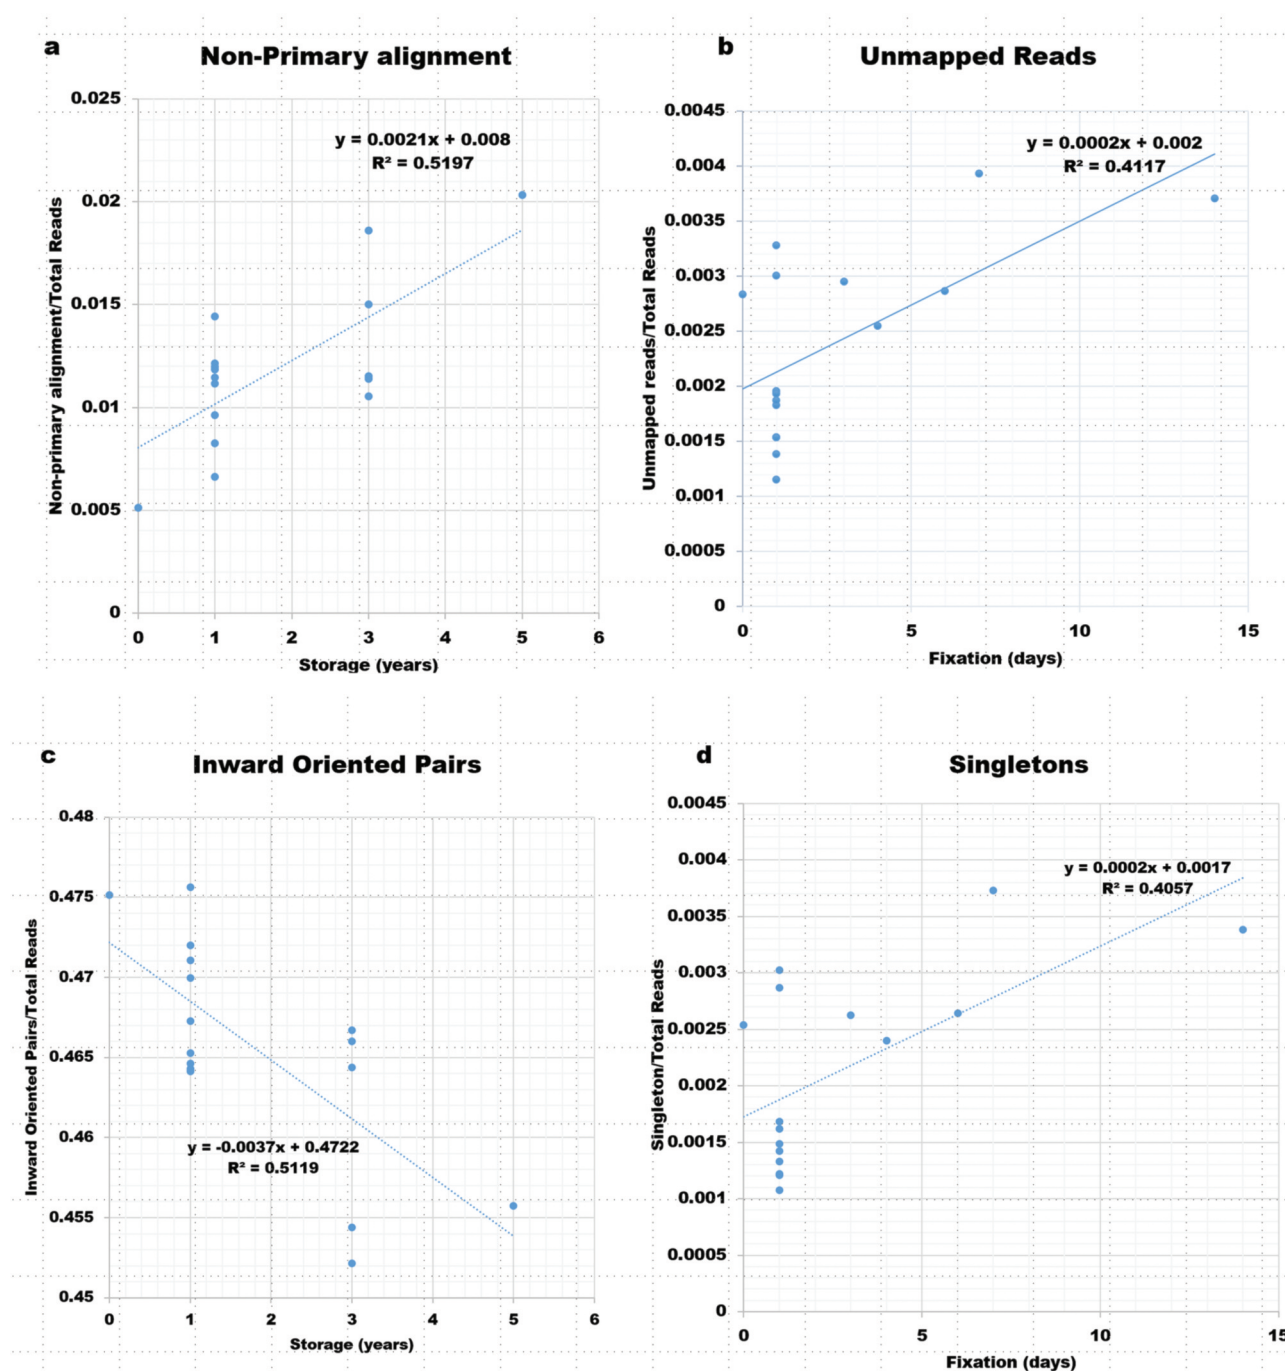 a
Non-Primary alignment
Non-primary alignment/Total Reads
0.025
0.02
0.015
0.01
0.005
0
y = 0.0021x + 0.008
R² = 0.5197
0 1 2 3 4 5 6
Storage (years)
b
Unmapped Reads
Unmapped reads/Total Reads
0.0045
0.004
0.0035
0.003
0.0025
0.002
0.0015
0.001
0.0005
0
y = 0.0002x + 0.002
R² = 0.4117
0 5 10 15
Fixation (days)
c
Inward Oriented Pairs
Inward Oriented Pairs/Total Reads
0.48
0.475
0.47
0.465
0.46
0.455
0.45
y = -0.0037x + 0.4722
R² = 0.5119
0 1 2 3 4 5 6
Storage (years)
d
Singletons
Singleton/Total Reads
0.0045
0.004
0.0035
0.003
0.0025
0.002
0.0015
0.001
0.0005
0
y = 0.0002x + 0.0017
R² = 0.4057
0 5 10 15
Fixation (days)